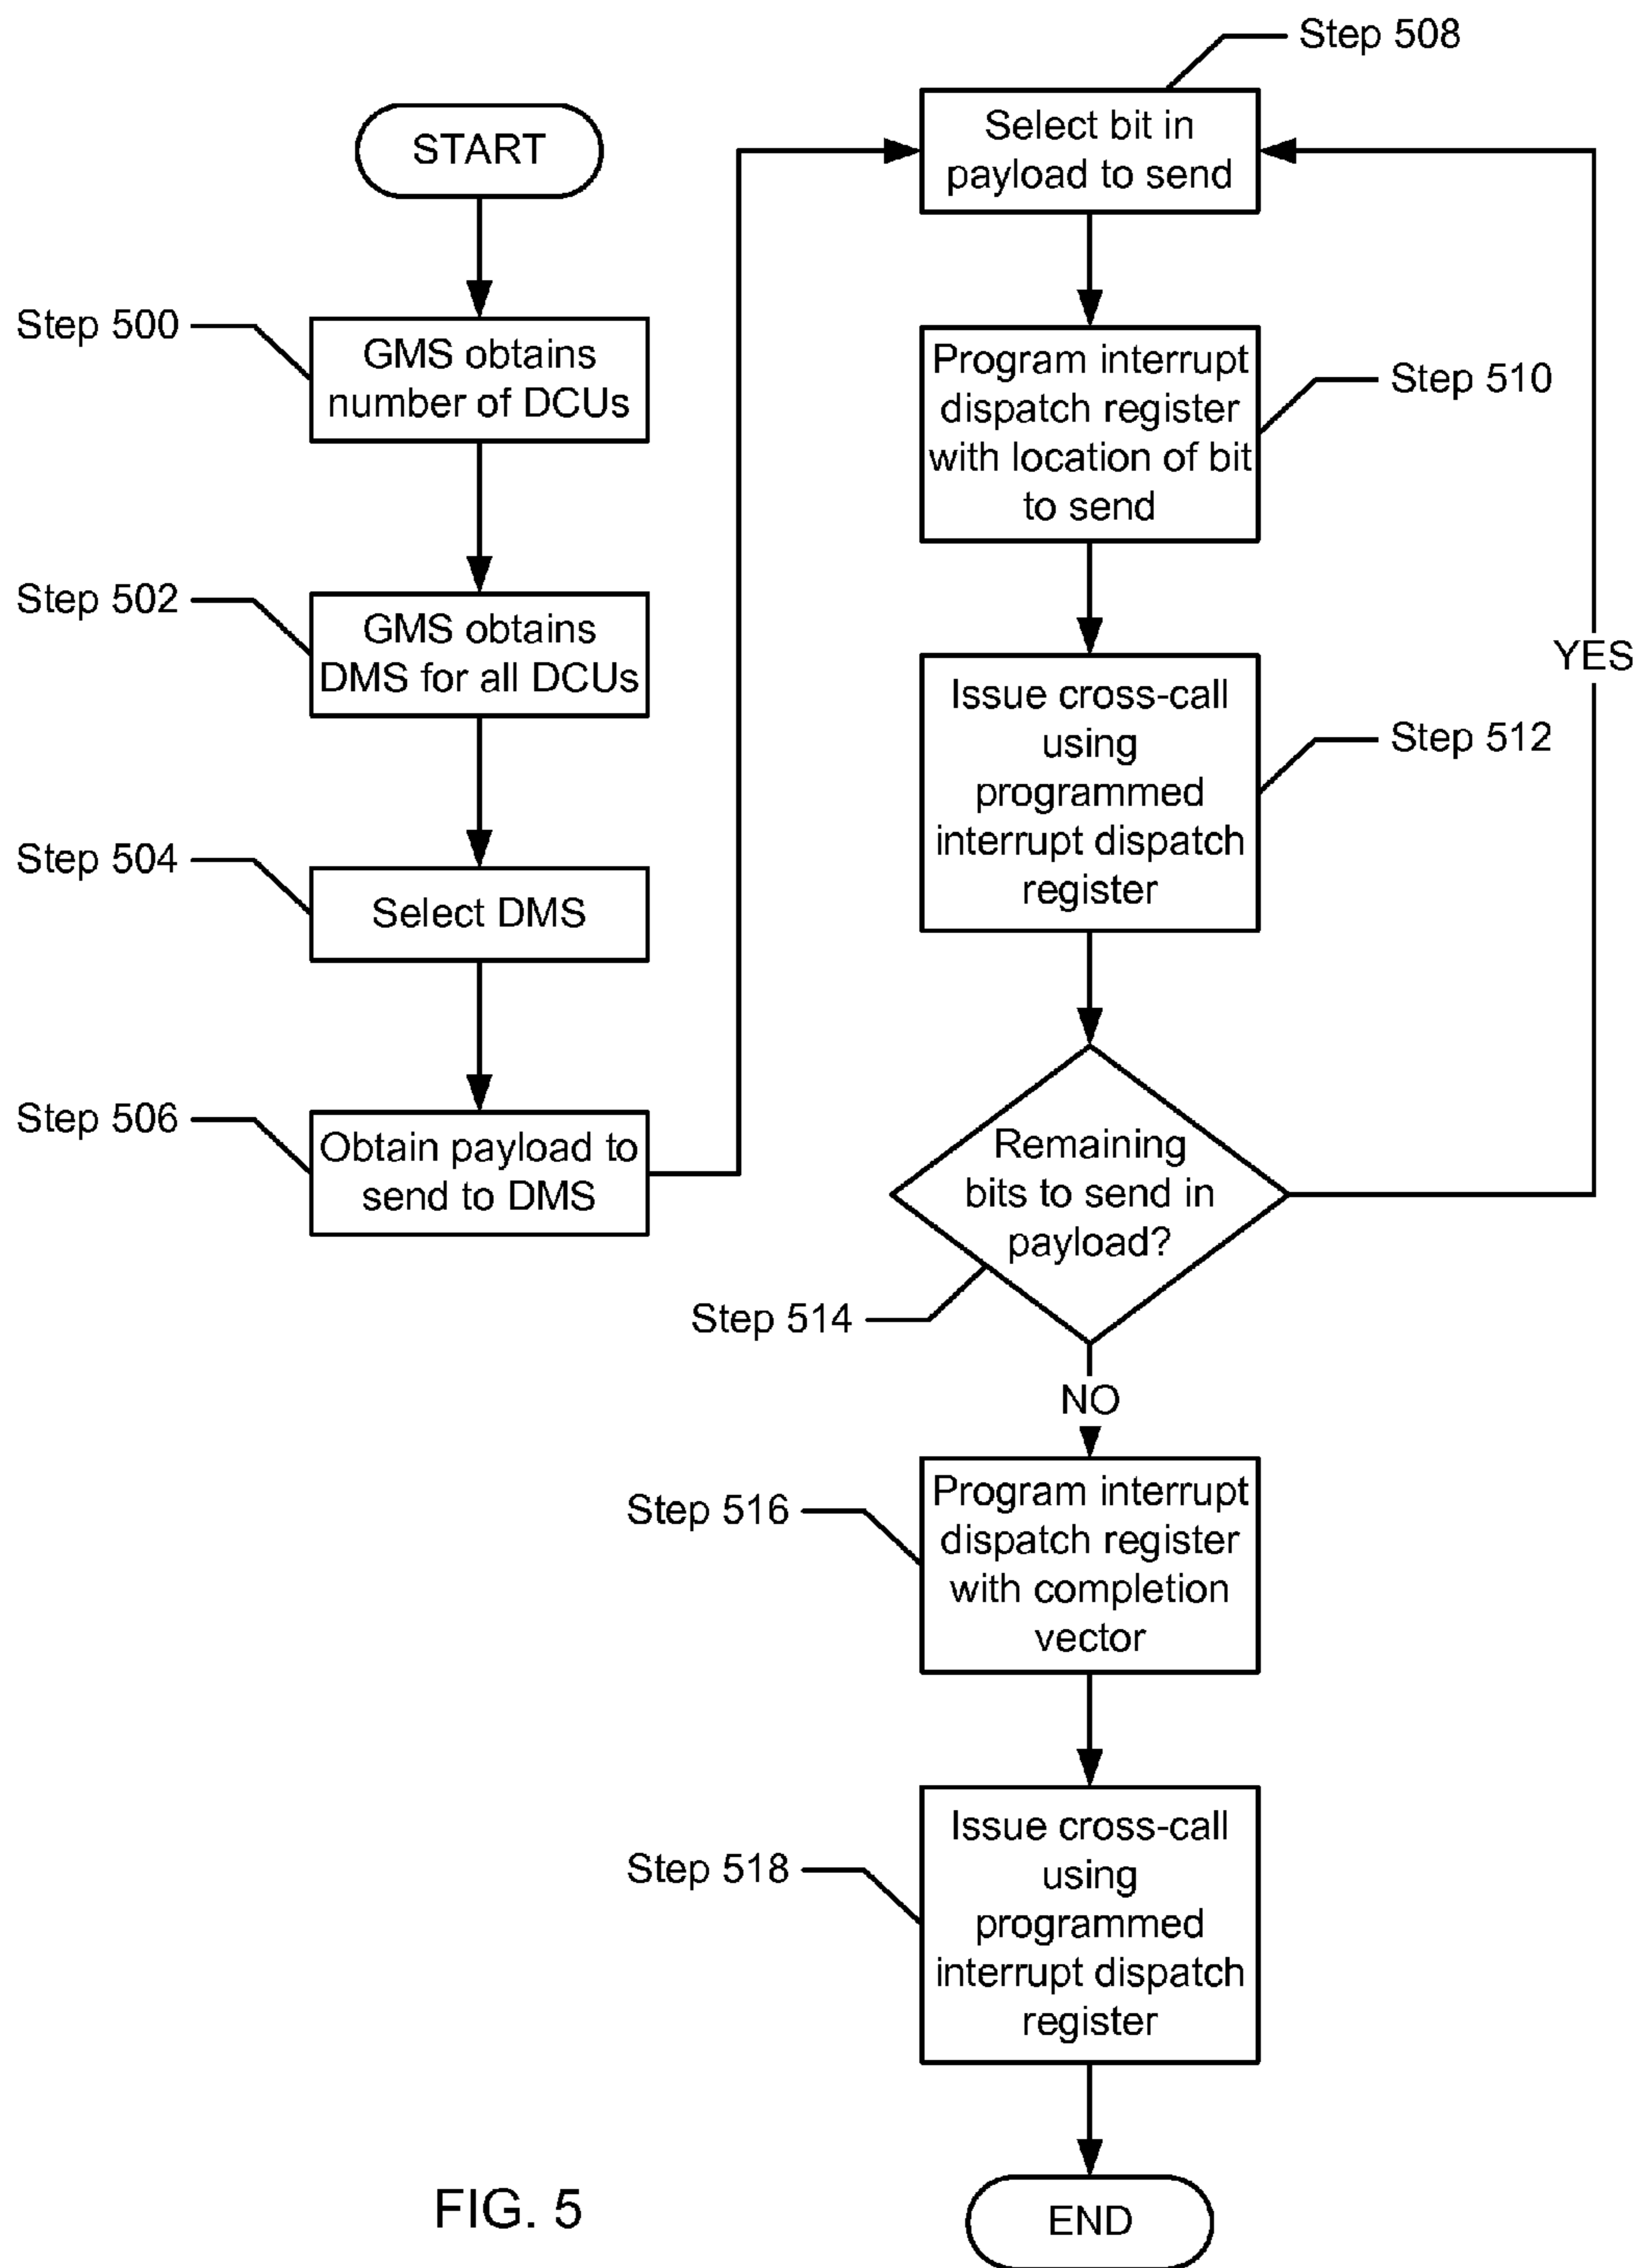 START
Step 500
GMS obtains
number of DCUs
Step 502
GMS obtains
DMS for all DCUs
Step 504
Select DMS
Step 506
Obtain payload to
send to DMS
Step 508
Select bit in
payload to send
Program interrupt
dispatch register
with location of bit
to send
Step 510
Issue cross-call
using
programmed
interrupt dispatch
register
Step 512
YES
Remaining
bits to send in
payload?
Step 514
NO
Step 516
Program interrupt
dispatch register
with completion
vector
Step 518
Issue cross-call
using
programmed
interrupt dispatch
register
END
FIG. 5